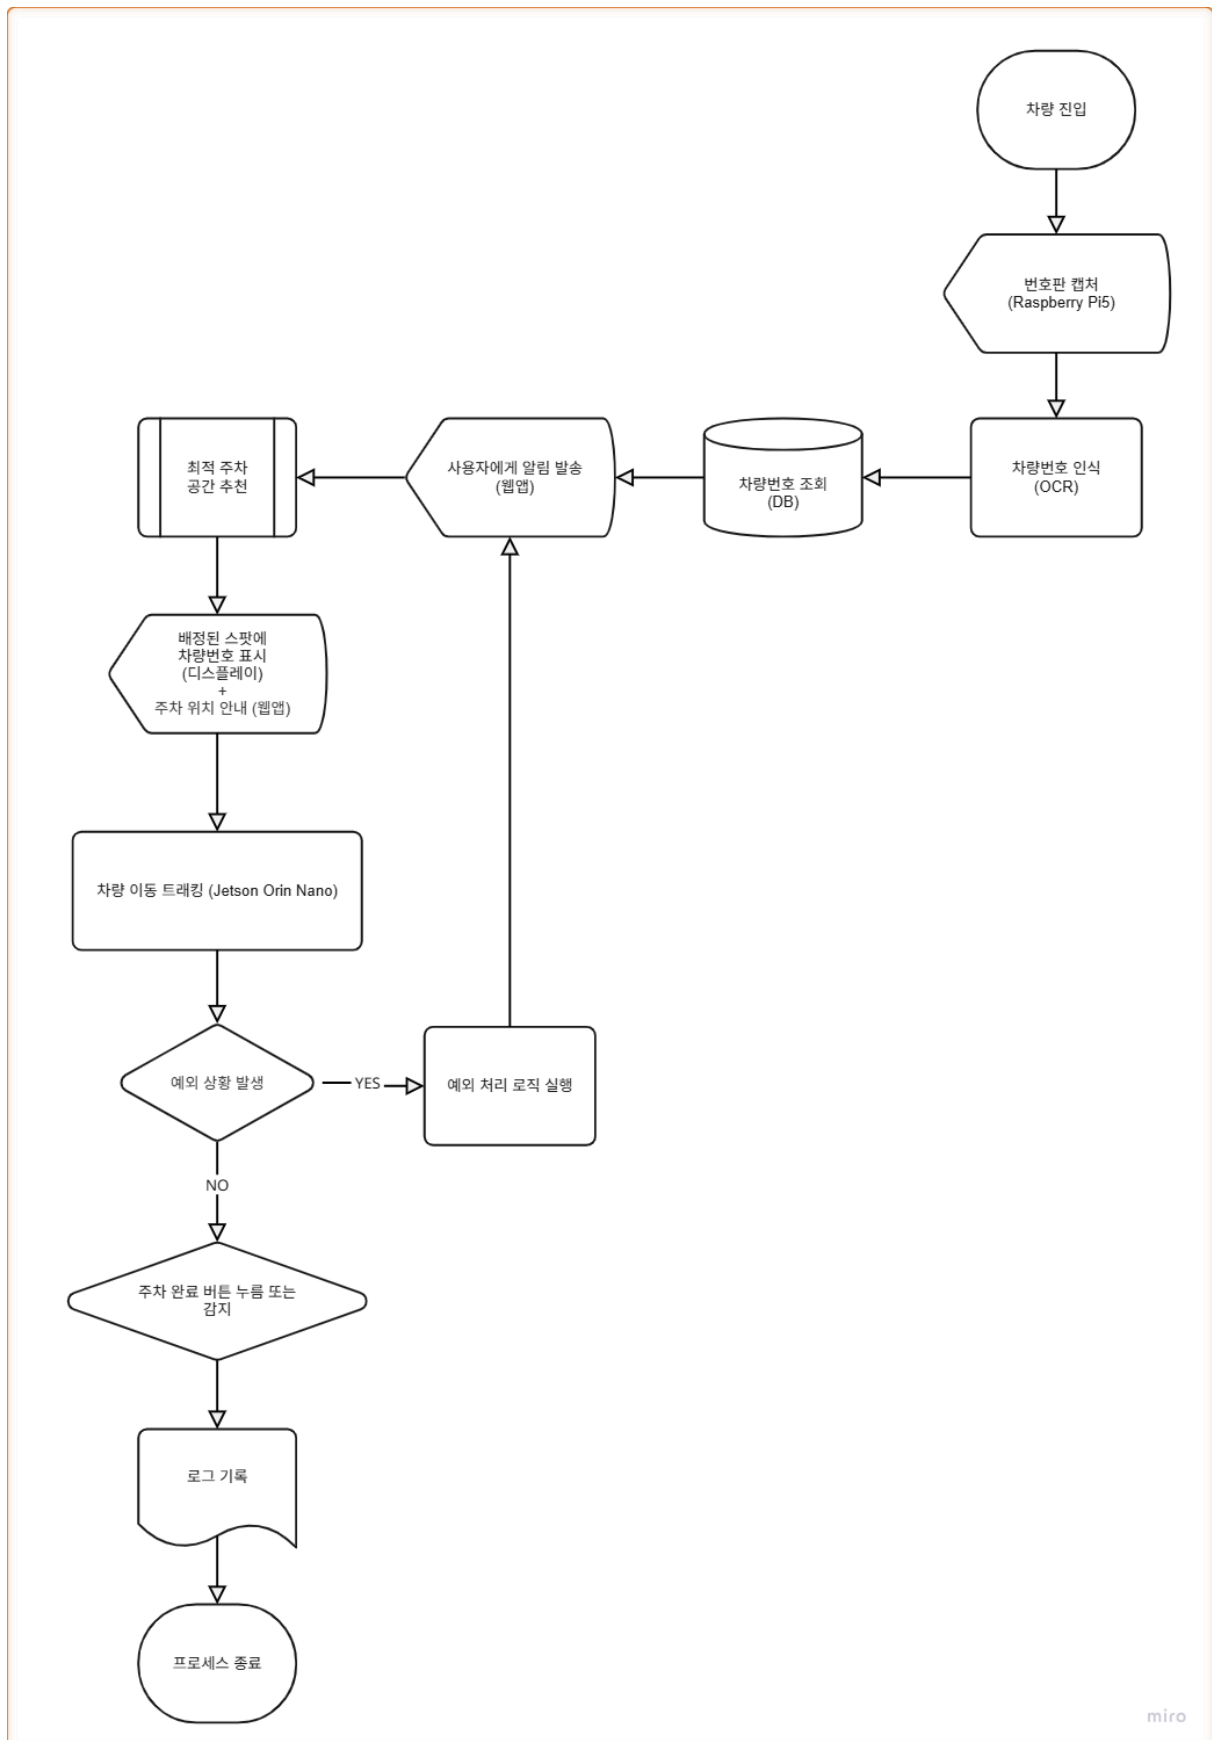 차량 진입
번호판 캡처
(Raspberry Pi5)
차량번호 인식
(OCR)
차량번호 조회
(DB)
사용자에게 알림 발송
(웹앱)
최적 주차
공간 추천
배정된 스팟에
차량번호 표시
(디스플레이)
+
주차 위치 안내 (웹앱)
차량 이동 트래킹 (Jetson Orin Nano)
예외 상황 발생
YES
예외 처리 로직 실행
NO
주차 완료 버튼 누름 또는
감지
로그 기록
프로세스 종료
miro